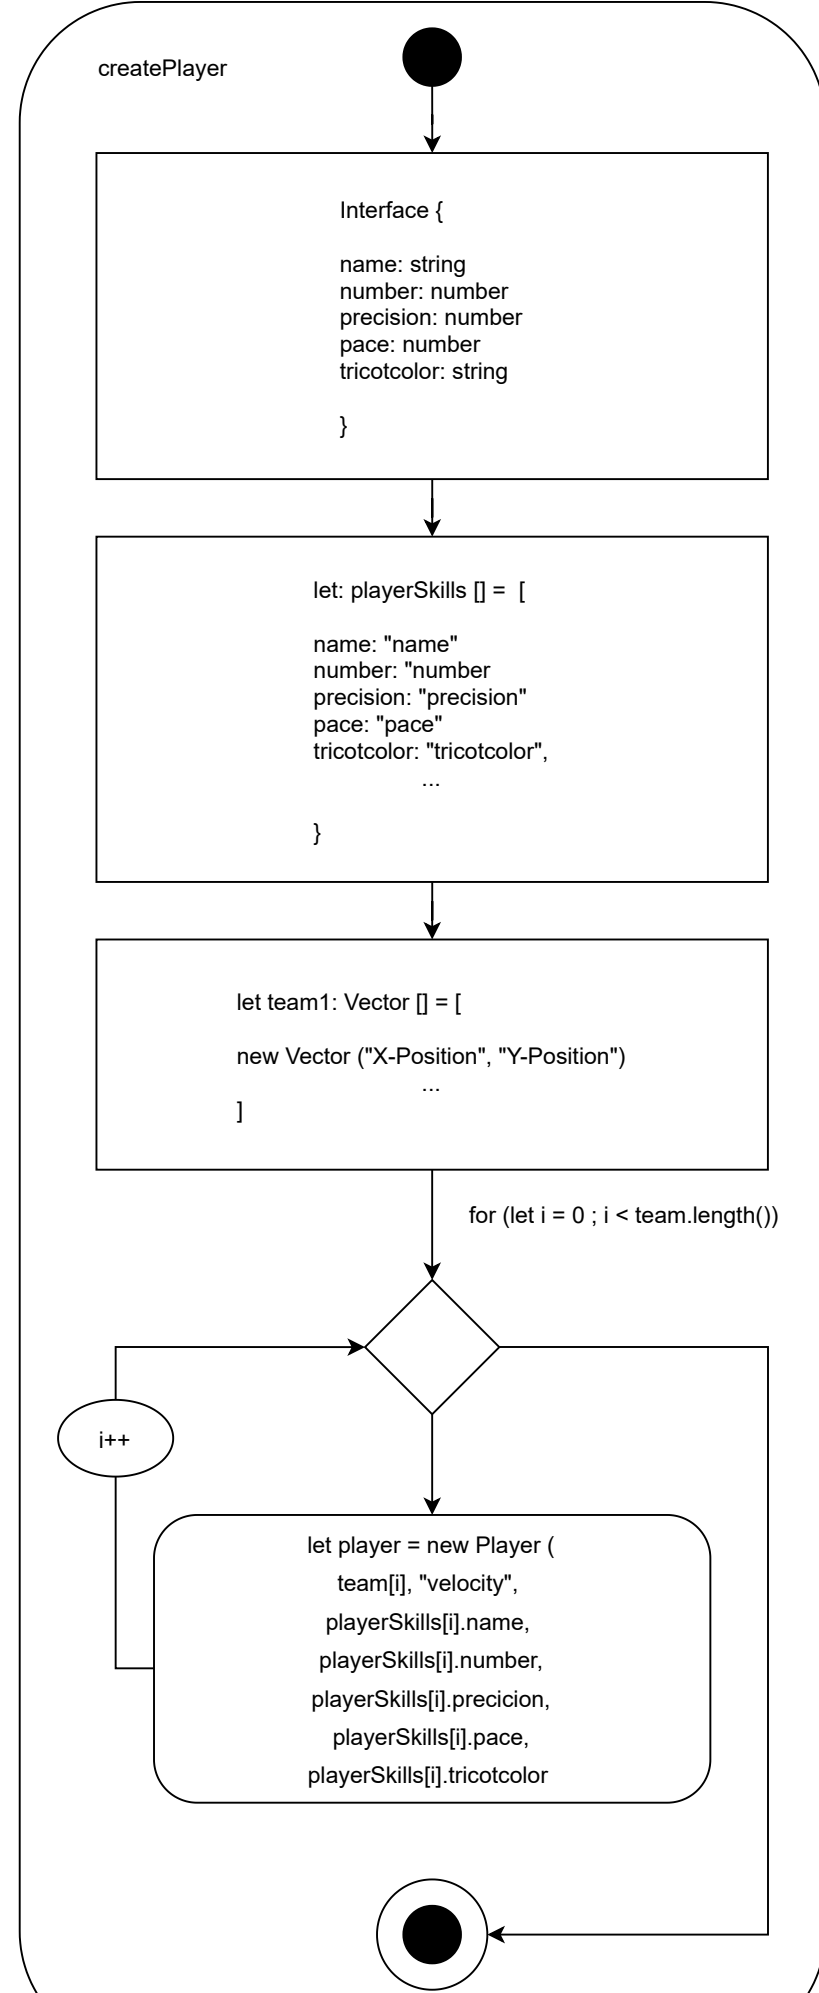 createPlayer
Interface {
name: string
number: number
precision: number
pace: number
tricotcolor: string
}
let: playerSkills [] =  [
name: "name"
number: "number
precision: "precision"
pace: "pace"
tricotcolor: "tricotcolor",
...
}
let team1: Vector [] = [
new Vector ("X-Position", "Y-Position")
...
]
for (let i = 0 ; i < team.length())
i++
let player = new Player (
team[i], "velocity",
playerSkills[i].name,
playerSkills[i].number,
playerSkills[i].precicion,
playerSkills[i].pace,
playerSkills[i].tricotcolor